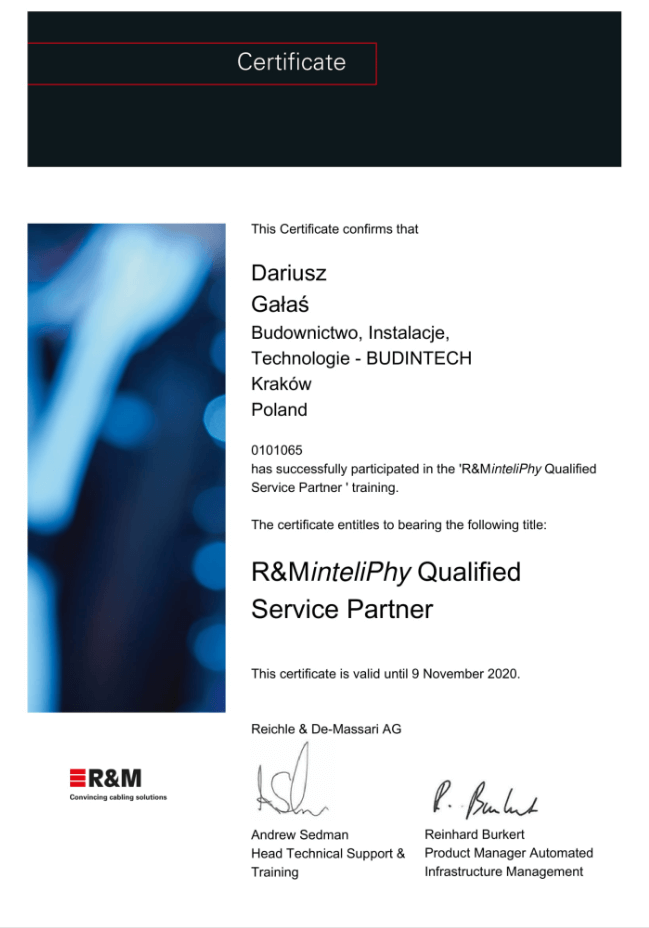 Certificate
This Certificate confirms that
Dariusz
Gałaś
Budownictwo, Instalacje,
Technologie - BUDINTECH
Kraków
Poland
0101065
has successfully participated in the 'R&MinteliPhy Qualified
Service Partner ' training.
The certificate entitles to bearing the following title:
R&MinteliPhy Qualified
Service Partner
This certificate is valid until 9 November 2020.
Reichle & De-Massari AG
R&M
Convincing cabling solutions
R. Burkert
Andrew Sedman
Head Technical Support &
Training
Reinhard Burkert
Product Manager Automated
Infrastructure Management